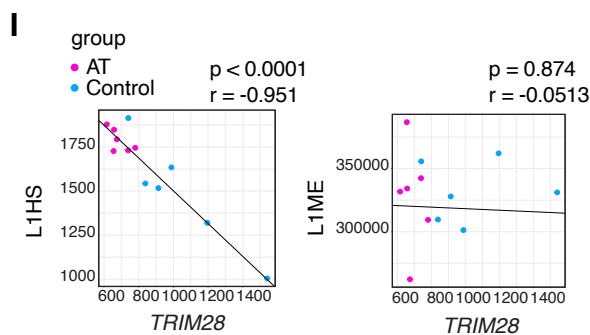 I
group
AT
Control
p < 0.0001
r = -0.951
L1HS
1750
1500
1250
1000
600 800 1000 1200 1400
TRIM28
p = 0.874
r = -0.0513
L1ME
350000
300000
600 800 1000 1200 1400
TRIM28